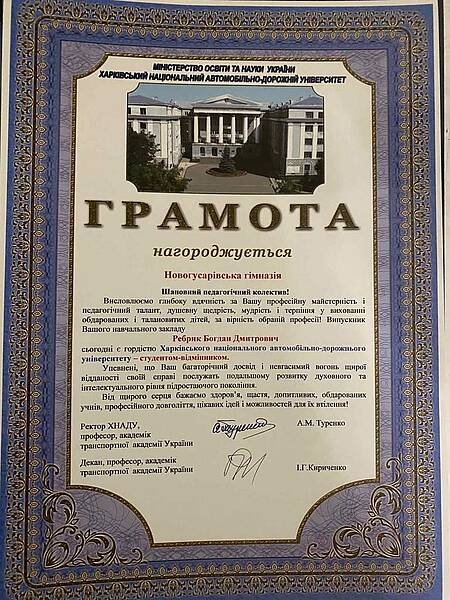 МІНІСТЕРСТВО ОСВІТИ ТА НАУКИ УКРАЇНИ
ХАРКІВСЬКИЙ НАЦІОНАЛЬНИЙ АВТОМОБІЛЬНО-ДОРОЖНІЙ УНІВЕРСИТЕТ
ГРАМОТА
нагороджується
Новогусарівська гімназія
Шановний педагогічний колектив!
Висловлюємо глибоку вдячність за Вашу професійну майстерність і
педагогічний талант, душевну щедрість, мудрість і терпіння у вихованні
обдарованих і талановитих дітей, за вірність обраній професії! Випускник
Вашого навчального закладу
Ребрик Богдан Дмитрович
сьогодні є гордістю Харківського національного автомобільно-дорожнього
університету – студентом-відмінником.
Упевнені, що Ваш багаторічний досвід і невгасимий вогонь щирої
відданості своїй справі послужать подальшому розвитку духовного та
інтелектуального рівня підростаючого покоління.
Від щирого серця бажаємо здоров'я, щастя, допитливих, обдарованих
учнів, професійного довголіття, цікавих ідей і можливостей для їх втілення!
Ректор ХНАДУ,
професор, академік
транспортної академії України
А.М. Туренко
Декан, професор, академік
транспортної академії України
І.Г.Кириченко